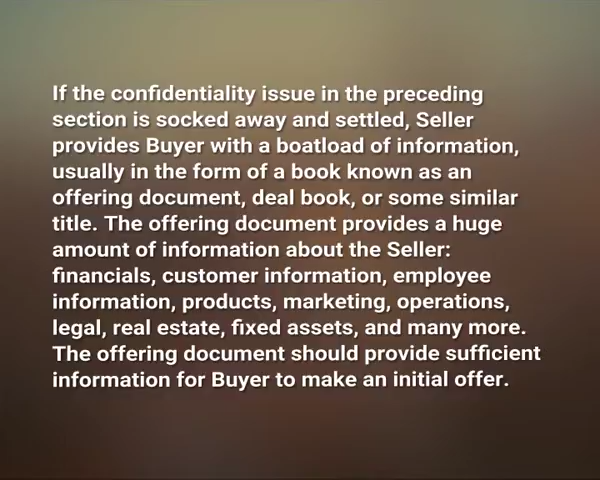 If the confidentiality issue in the preceding
section is socked away and settled, Seller
provides Buyer with a boatload of information,
usually in the form of a book known as an
offering document, deal book, or some similar
title. The offering document provides a huge
amount of information about the Seller:
financials, customer information, employee
information, products, marketing, operations,
legal, real estate, fixed assets, and many more.
The offering document should provide sufficient
information for Buyer to make an initial offer.